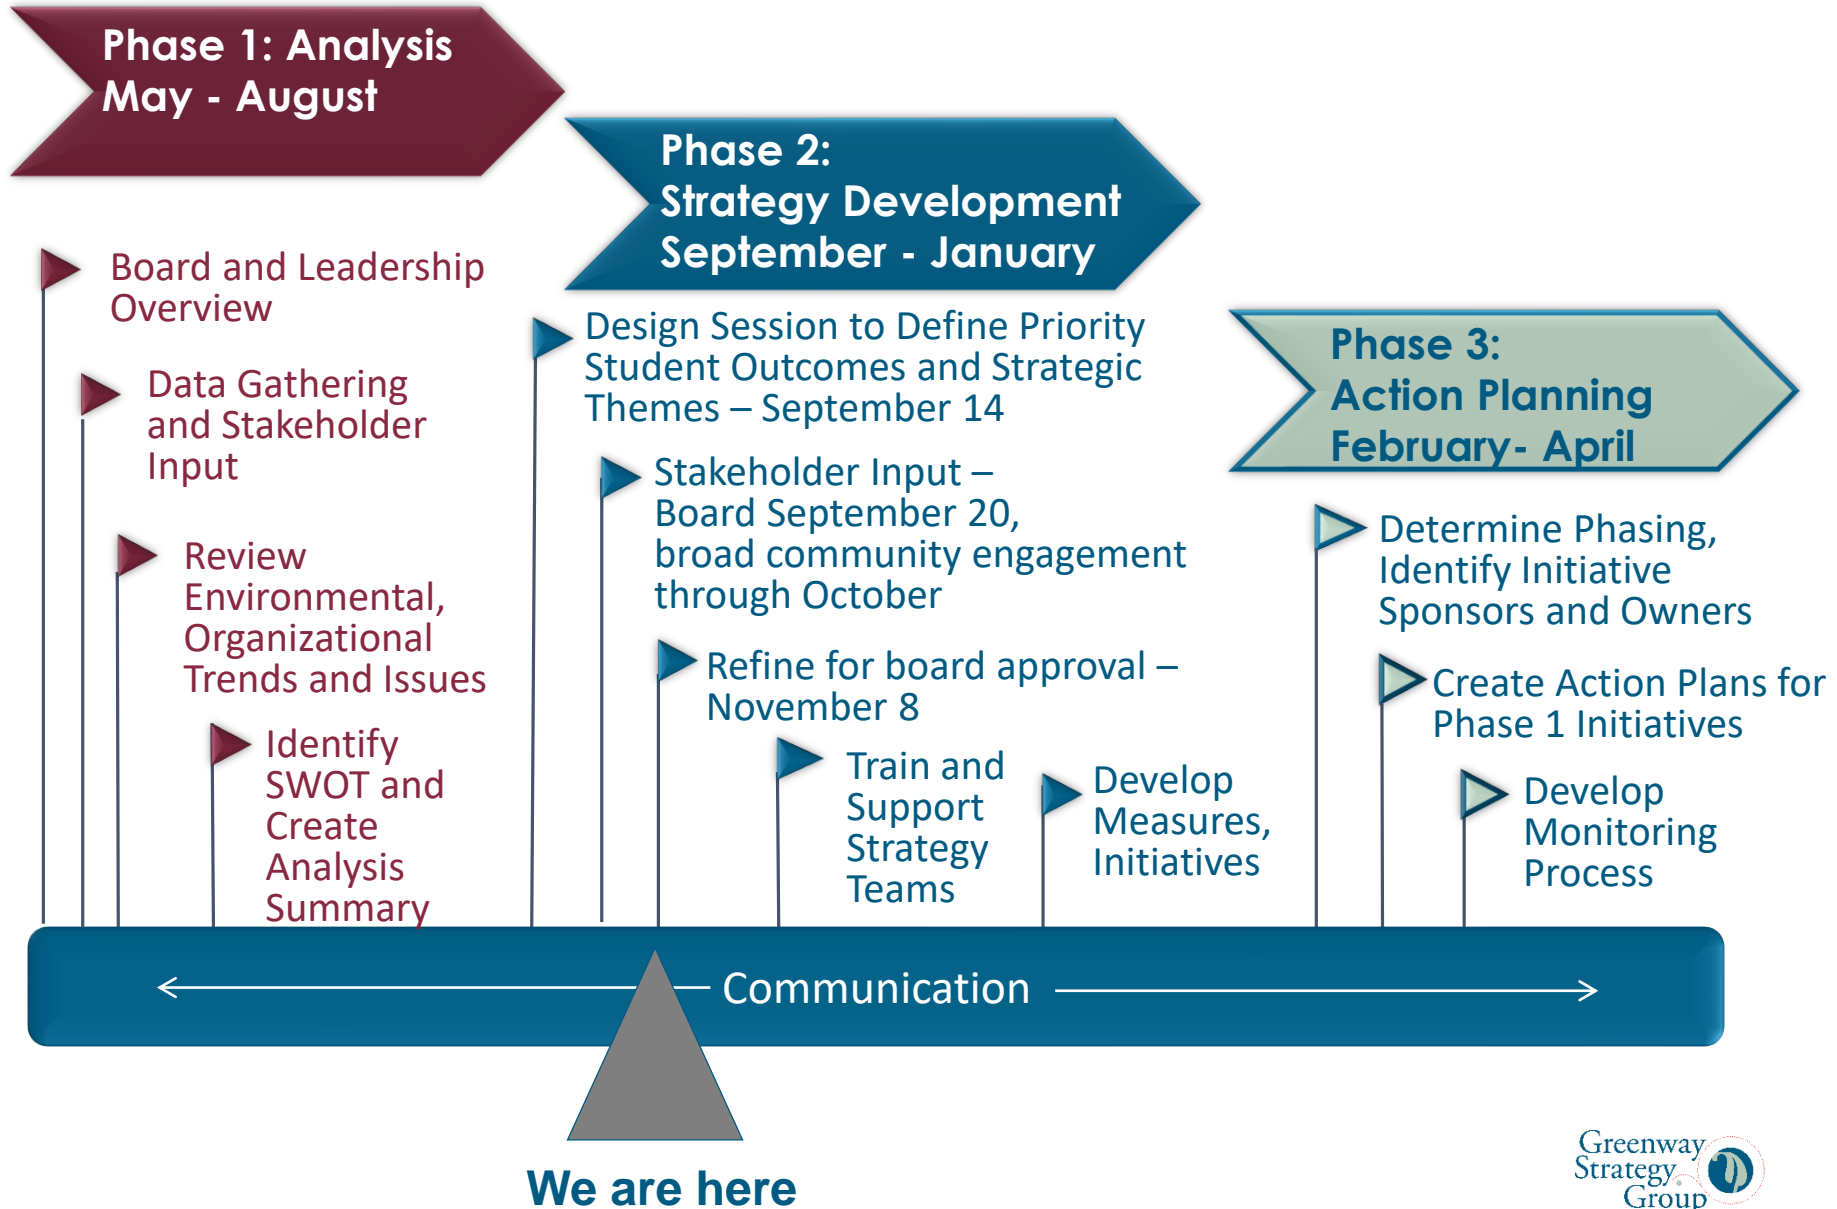 Phase 1: Analysis
May - August
Phase 2:
Strategy Development
September - January
Phase 3:
Action Planning
February- April
Board and Leadership
Overview
Data Gathering
and Stakeholder
Input
Review
Environmental,
Organizational
Trends and Issues
Identify
SWOT and
Create
Analysis
Summary
Design Session to Define Priority
Student Outcomes and Strategic
Themes – September 14
Stakeholder Input –
Board September 20,
broad community engagement
through October
Refine for board approval –
November 8
Train and
Support
Strategy
Teams
Develop
Measures,
Initiatives
Determine Phasing,
Identify Initiative
Sponsors and Owners
Create Action Plans for
Phase 1 Initiatives
Develop
Monitoring
Process
Communication
We are here
Greenway
Strategy
Group